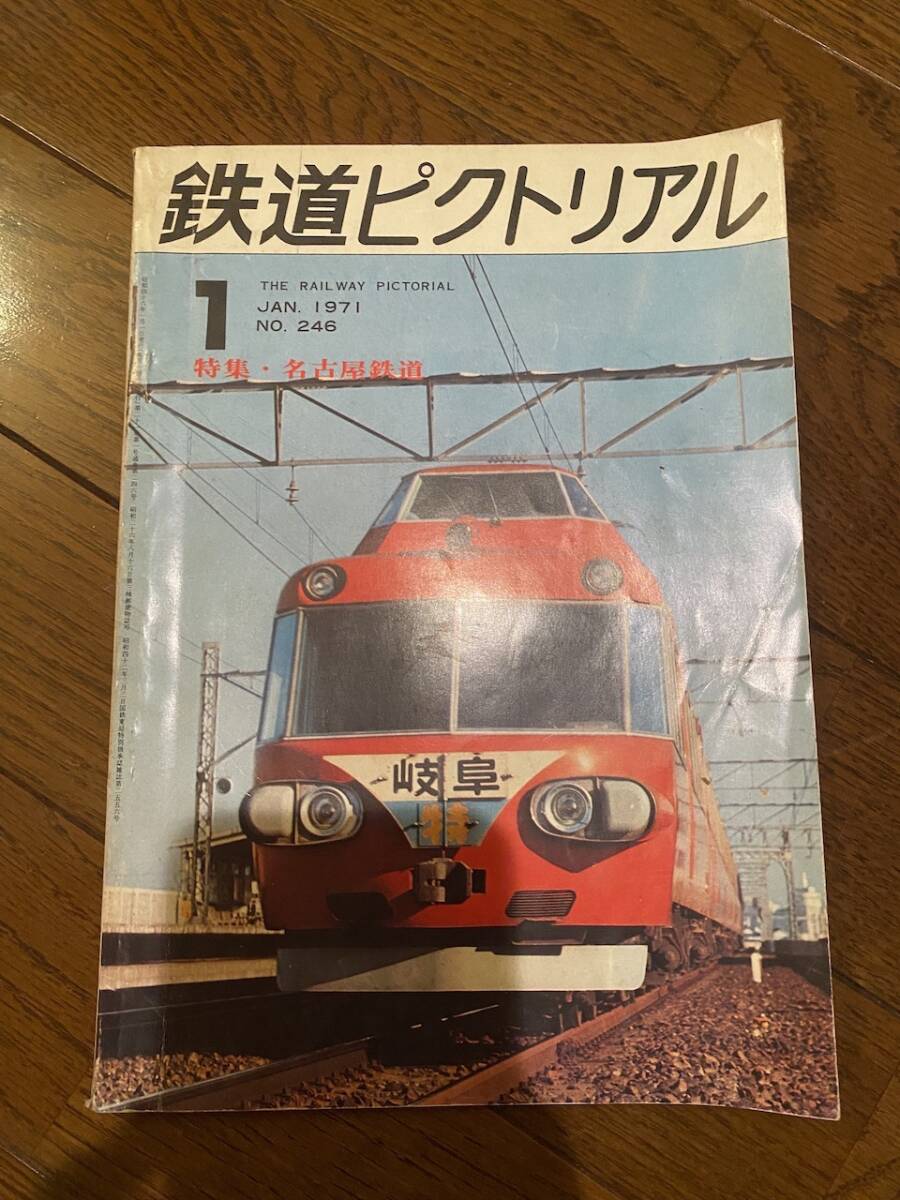 鉄道ピクトリアル
1
THE RAILWAY PICTORIAL
JAN. 1971
NO. 246
特集・名古屋鉄道
岐阜
特